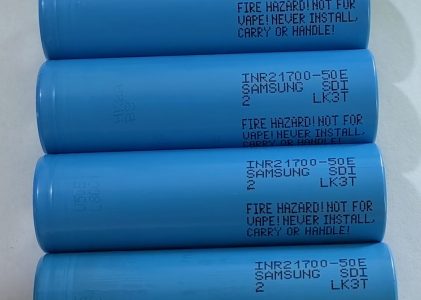 FIRE HAZARD!NOT FOR
VAPE!NEVER INSTALL,
CARRY OR HANDLE!
INR21700-50E
SAMSUNG SDI
2 LK3T
FIRE HAZARD!NOT FOR
VAPE!NEVER INSTALL,
CARRY OR HANDLE!
INR21700-50E
SAMSUNG SDI
2 LK3T
FIRE HAZARD!NOT FOR
VAPE!NEVER INSTALL,
CARRY OR HANDLE!
INR21700-50E
SAMSUNG SDI
2 LK3T